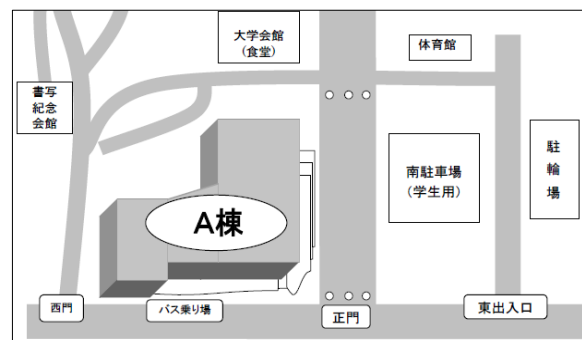 大学会館
(食堂)
体育館
書写
紀念
会館
南駐車場
(学生用)
駐
輪
場
A棟
西門
バス乗り場
正門
東出入口